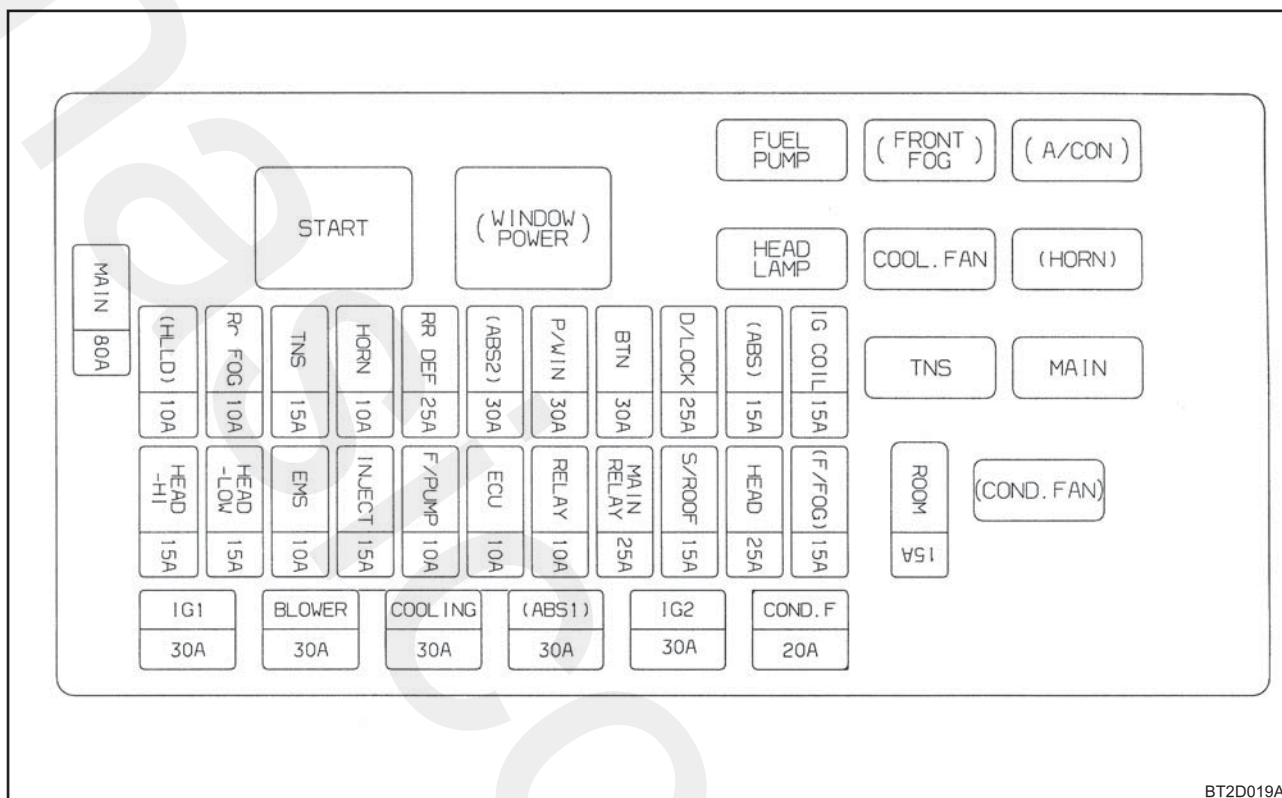 FUEL
PUMP
( FRONT
FOG )
( A/CON )
START
( WINDOW
POWER )
HEAD
LAMP
COOL.FAN
(HORN)
MAIN
80A
(HLLD)
10A
Rr FOG
10A
TNS
15A
HORN
10A
RR DEF
25A
(ABS2)
30A
P/WIN
30A
BTN
30A
D/LOCK
25A
(ABS)
15A
IG COIL
15A
TNS
MAIN
HEAD
-HI
15A
HEAD
-LOW
15A
EMS
10A
INJECT
15A
F/PUMP
10A
ECU
10A
RELAY
10A
MAIN
RELAY
25A
S/ROOF
15A
HEAD
25A
(F/FOG)
15A
ROOM
15A
(COND.FAN)
IG1
30A
BLOWER
30A
COOLING
30A
(ABS1)
30A
IG2
30A
COND.F
20A
BT2D019A